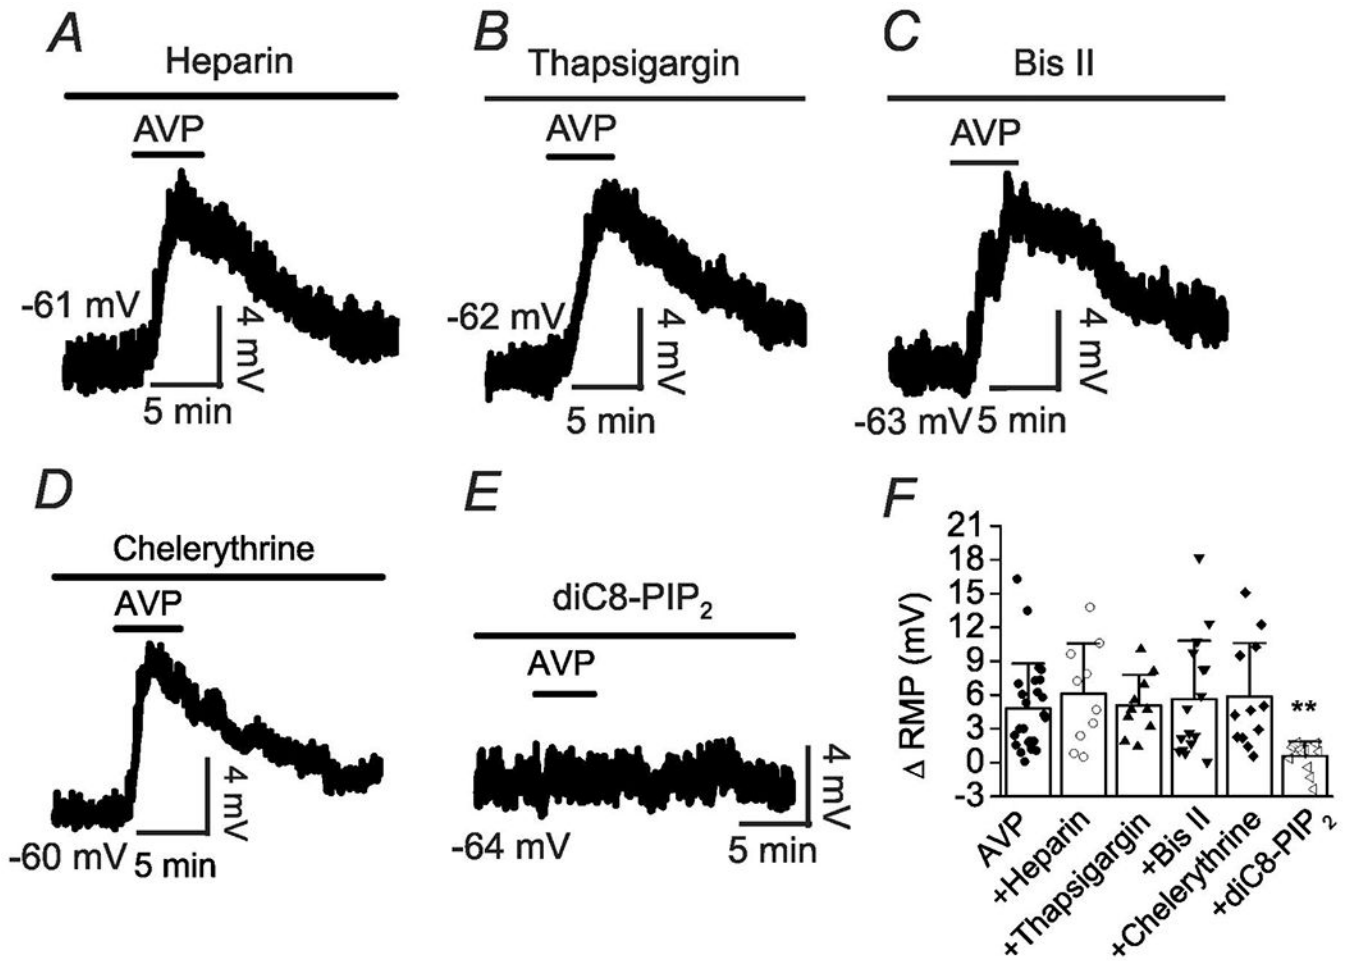 A
Heparin
AVP
-61 mV
4 mV
5 min
B
Thapsigargin
AVP
-62 mV
4 mV
5 min
C
Bis II
AVP
-63 mV
4 mV
5 min
D
Chelerythrine
AVP
-60 mV
4 mV
5 min
E
diC8-PIP2
AVP
-64 mV
4 mV
5 min
F
Δ RMP (mV)
21
18
15
12
9
6
3
0
-3
**
AVP
+Heparin
+Thapsigargin
+Bis II
+Chelerythrine
+diC8-PIP2